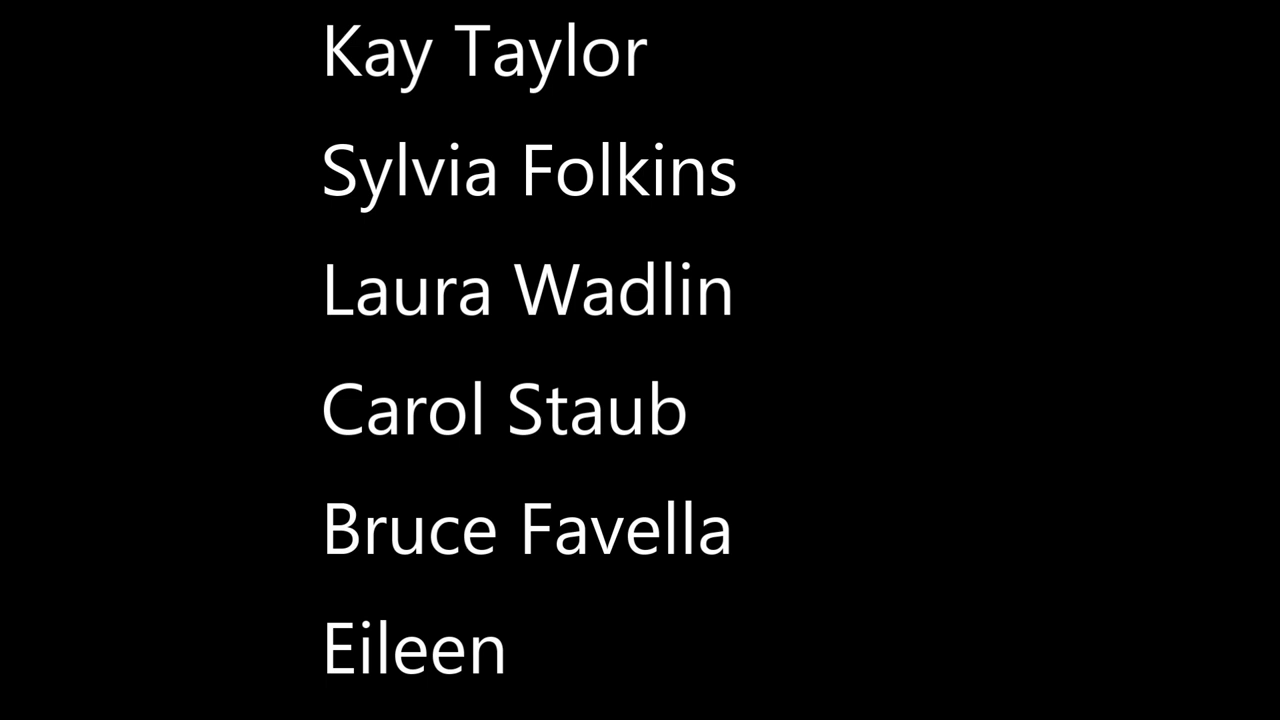 Kay Taylor
Sylvia Folkins
Laura Wadlin
Carol Staub
Bruce Favella
Eileen